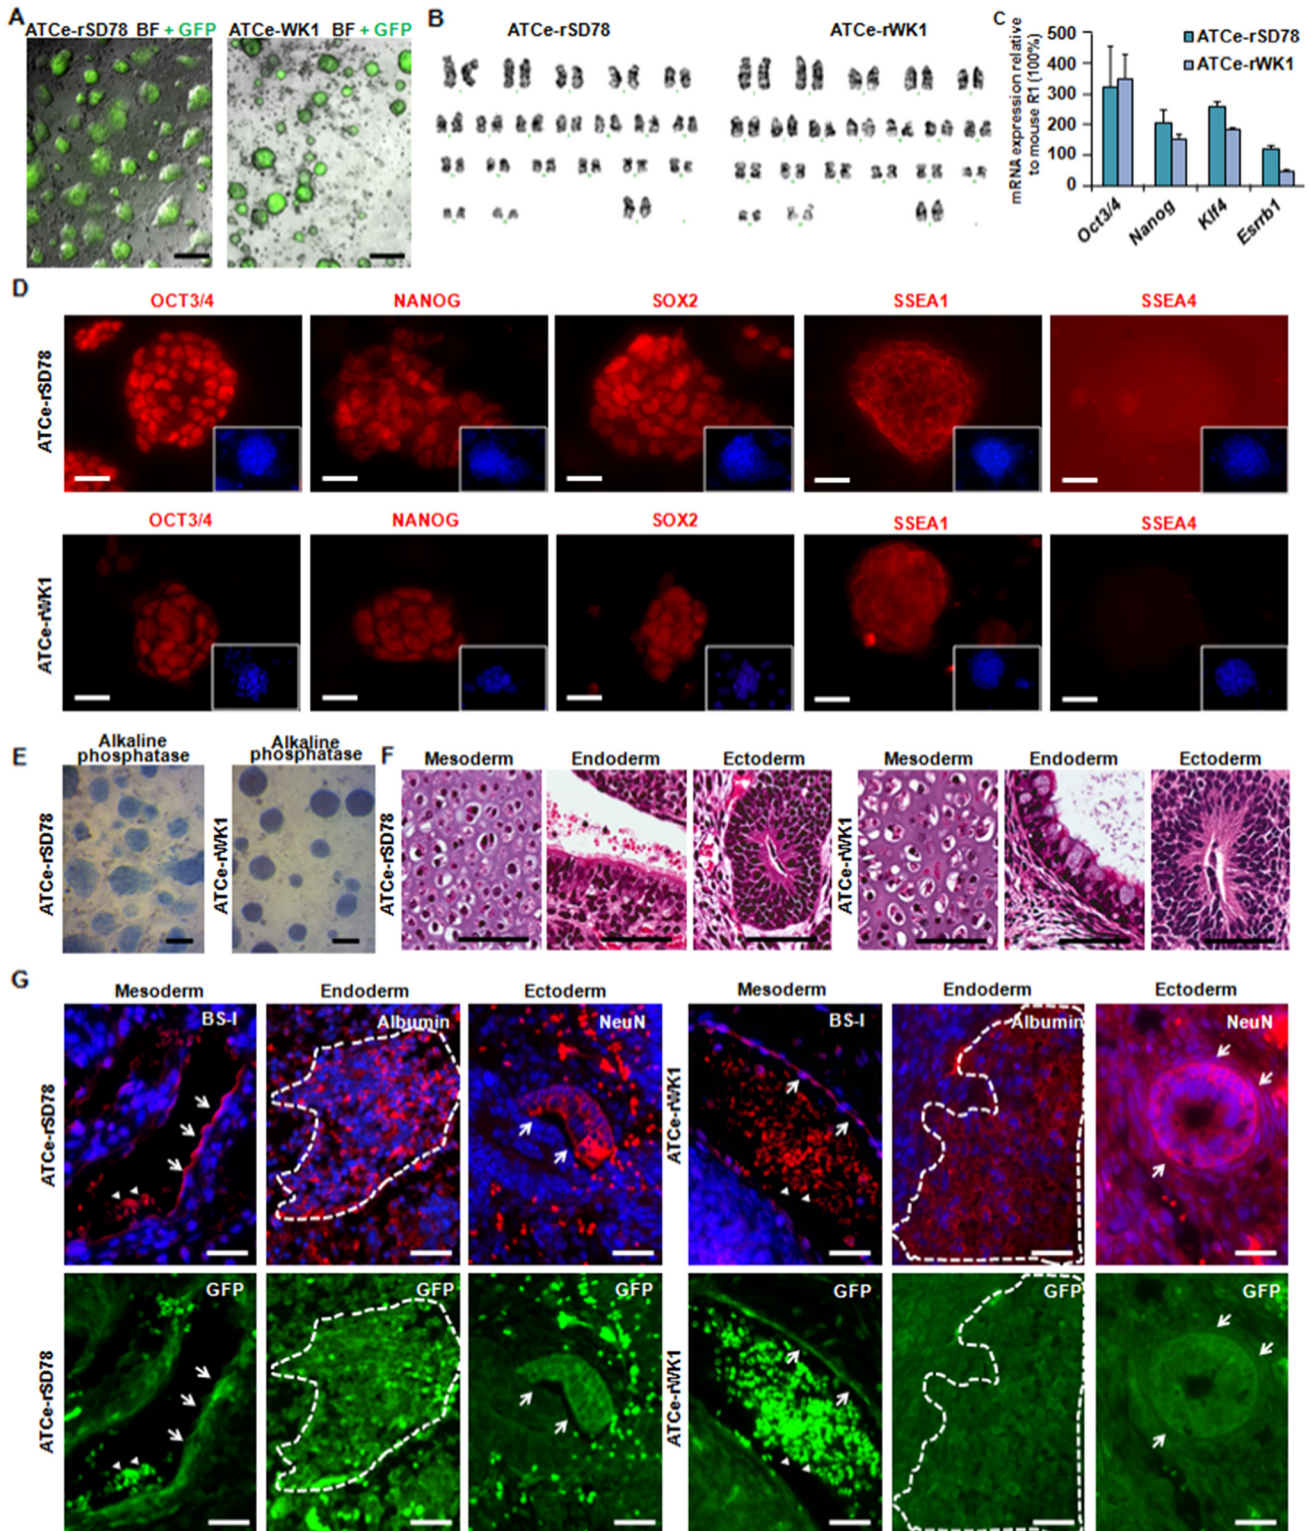 A
ATCe-rSD78 BF + GFP
ATCe-WK1 BF + GFP
B
ATCe-rSD78
ATCe-rWK1
C
mRNA expression relative
to mouse R1 (100%)
500
400
300
200
100
0
ATCe-rSD78
ATCe-rWK1
Oct3/4
Nanog
Klf4
Esrrb1
D
OCT3/4
NANOG
SOX2
SSEA1
SSEA4
ATCe-rSD78
OCT3/4
NANOG
SOX2
SSEA1
SSEA4
ATCe-rWK1
E
Alkaline
phosphatase
ATCe-rSD78
Alkaline
phosphatase
ATCe-rWK1
F
Mesoderm
Endoderm
Ectoderm
ATCe-rSD78
Mesoderm
Endoderm
Ectoderm
ATCe-rWK1
G
Mesoderm
Endoderm
Ectoderm
Mesoderm
Endoderm
Ectoderm
ATCe-rSD78
BS-I
Albumin
NeuN
ATCe-rWK1
BS-I
Albumin
NeuN
ATCe-rSD78
GFP
GFP
GFP
ATCe-rWK1
GFP
GFP
GFP